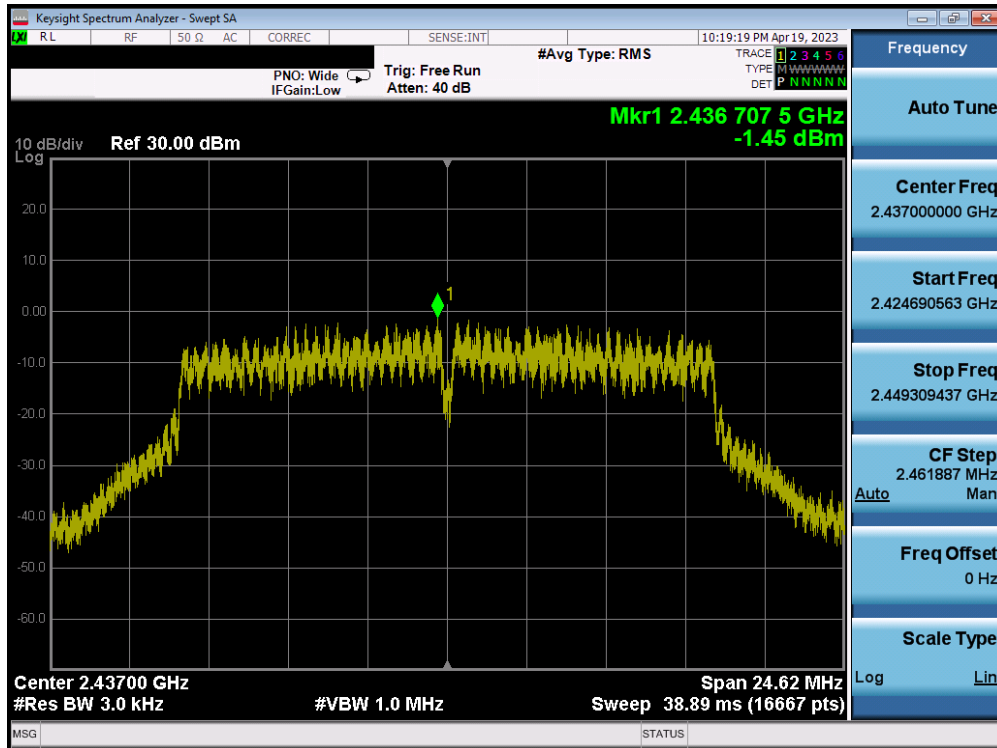 Keysight Spectrum Analyzer - Swept SA
LXI RL RF 50 Ω AC CORREC SENSE:INT 10:19:19 PM Apr 19, 2023
#Avg Type: RMS
TRACE 1 2 3 4 5 6
PNO: Wide Trig: Free Run TYPE M WWWWW
IFGain:Low Atten: 40 dB DET P N N N N N
Mkr1 2.436 707 5 GHz
-1.45 dBm
10 dB/div Ref 30.00 dBm
Log
20.0
10.0
1
0.00
-10.0
-20.0
-30.0
-40.0
-50.0
-60.0
Center 2.43700 GHz Span 24.62 MHz
#Res BW 3.0 kHz #VBW 1.0 MHz Sweep 38.89 ms (16667 pts)
MSG STATUS
Frequency
Auto Tune
Center Freq
2.437000000 GHz
Start Freq
2.424690563 GHz
Stop Freq
2.449309437 GHz
CF Step
2.461887 MHz
Auto Man
Freq Offset
0 Hz
Scale Type
Log Lin